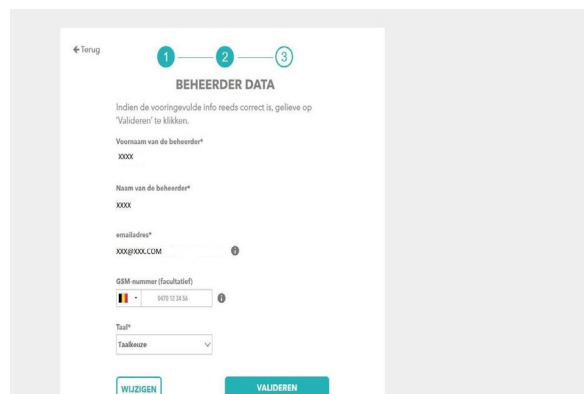 Terug
1 2 3
BEHEERDER DATA
Indien de vooringevulde info reeds correct is, gelieve op
'Valideren' te klikken.
Voornaam van de beheerder*
XXXX
Naam van de beheerder*
XXXX
emailadres*
XXX@XXX.COM
GSM-nummer (facultatief)
0470 12 34 56
Taal*
Taalkeuze
WIJZIGEN VALIDEREN